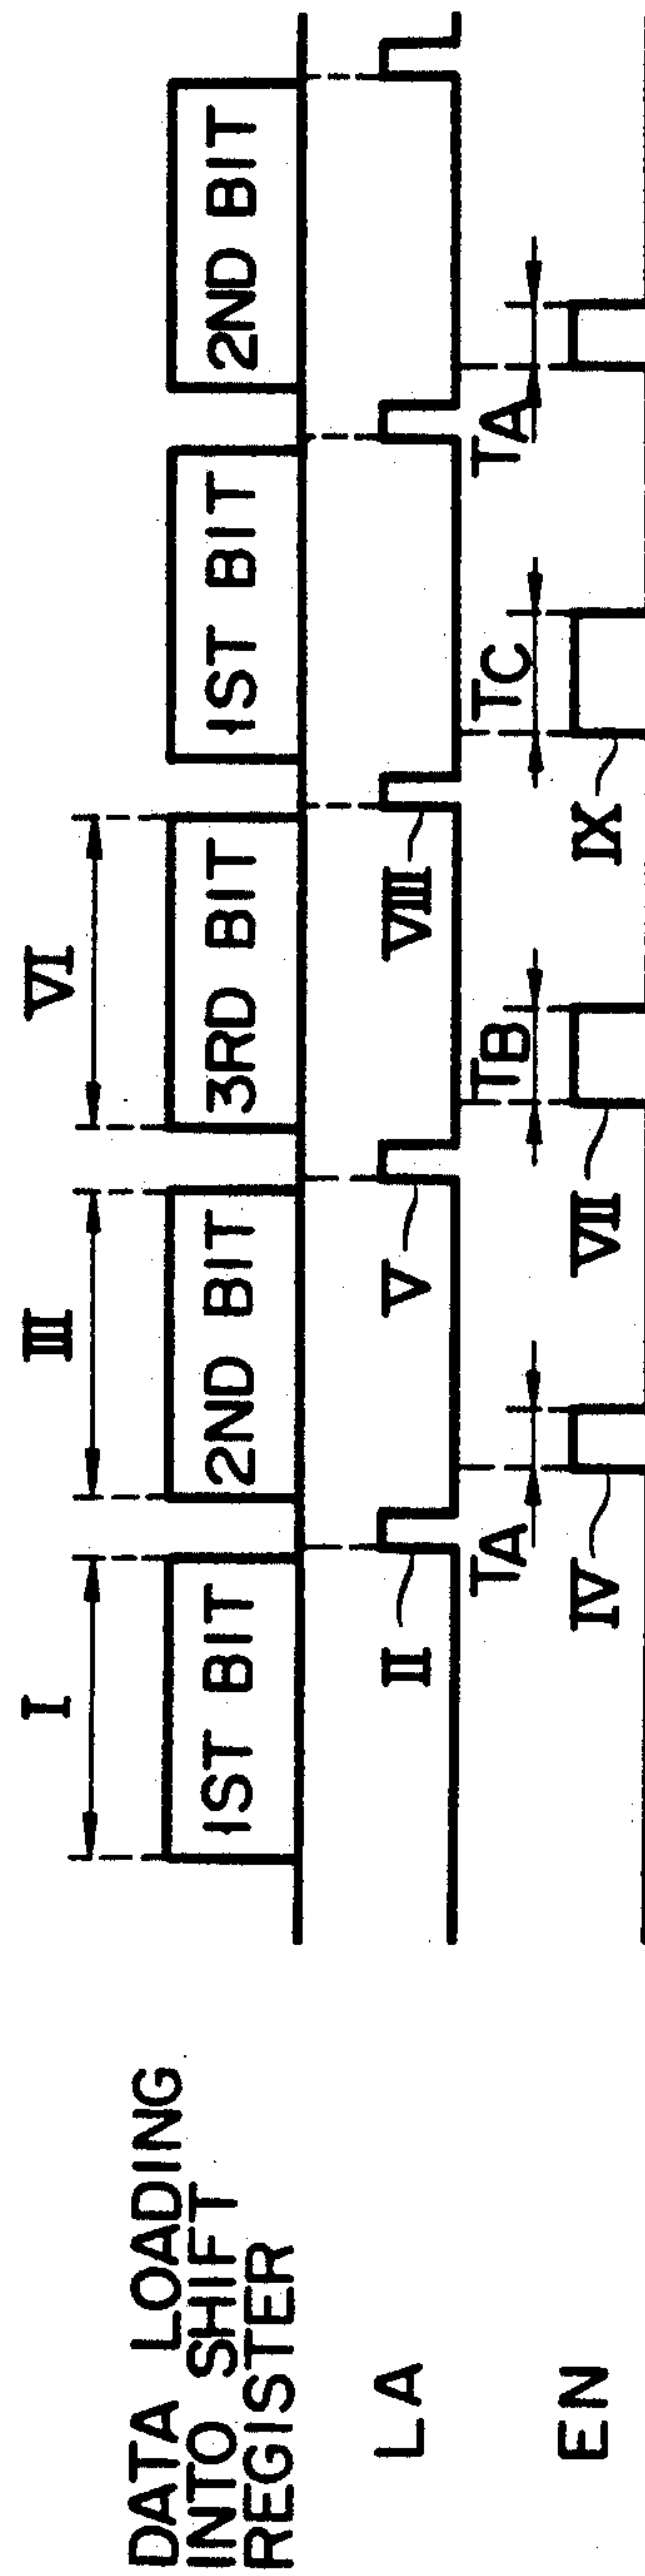 I
III
VI
DATA LOADING
INTO SHIFT
REGISTER
1ST BIT
2ND BIT
3RD BIT
1ST BIT
2ND BIT
LA
II
V
VIII
TA
TB
TC
TA
EN
IV
VII
IX